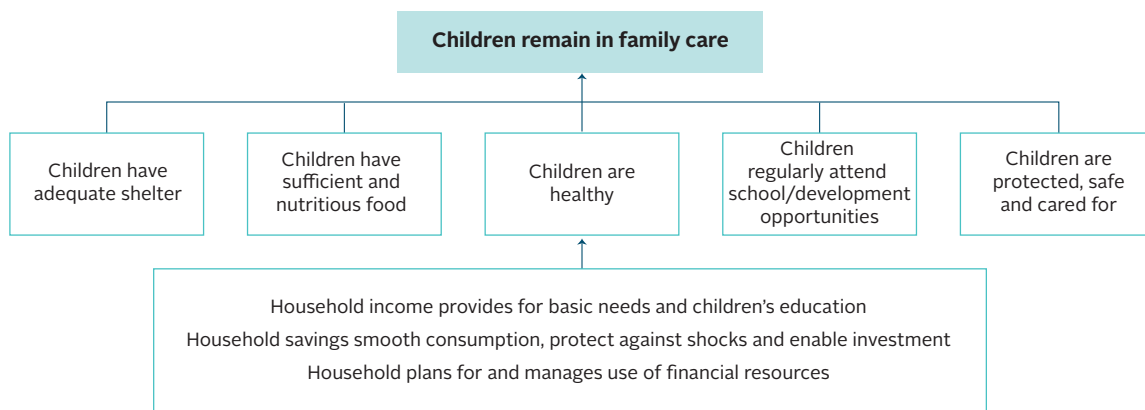 Children remain in family care
Children have
adequate shelter
Children have
sufficient and
nutritious food
Children are
healthy
Children
regularly attend
school/development
opportunities
Children are
protected, safe
and cared for
Household income provides for basic needs and children’s education
Household savings smooth consumption, protect against shocks and enable investment
Household plans for and manages use of financial resources